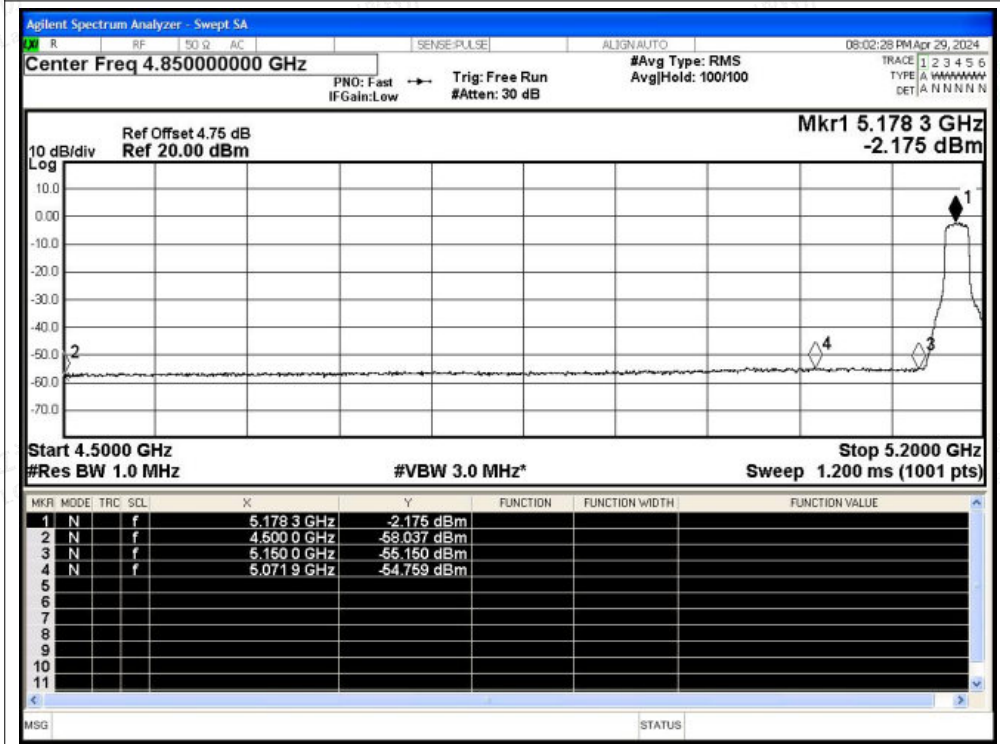 Agilent Spectrum Analyzer - Swept SA
LXI R RF 50 Ω AC SENSE:PULSE ALIGN AUTO 08:02:28 PM Apr 29, 2024
Center Freq 4.850000000 GHz
PNO: Fast
IFGain:Low
Trig: Free Run
#Atten: 30 dB
#Avg Type: RMS
Avg|Hold: 100/100
TRACE 1 2 3 4 5 6
TYPE A WWWWW
DET A N N N N N
Mkr1 5.178 3 GHz
-2.175 dBm
Ref Offset 4.75 dB
10 dB/div Ref 20.00 dBm
Log
10.0
0.00
-10.0
-20.0
-30.0
-40.0
-50.0
-60.0
-70.0
1
2
4
3
Start 4.5000 GHz Stop 5.2000 GHz
#Res BW 1.0 MHz #VBW 3.0 MHz* Sweep 1.200 ms (1001 pts)
MKR MODE TRC SCL X Y FUNCTION FUNCTION WIDTH FUNCTION VALUE
1 N f 5.178 3 GHz -2.175 dBm
2 N f 4.500 0 GHz -58.037 dBm
3 N f 5.150 0 GHz -55.150 dBm
4 N f 5.071 9 GHz -54.759 dBm
5
6
7
8
9
10
11
MSG STATUS